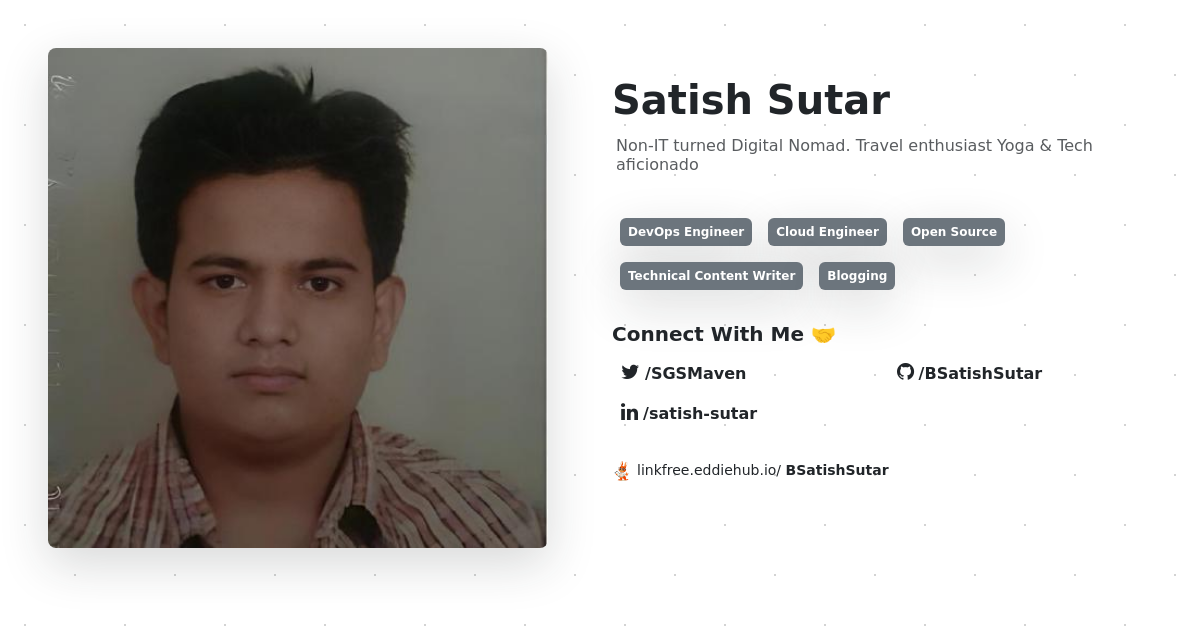 Satish Sutar
Non-IT turned Digital Nomad. Travel enthusiast Yoga & Tech
aficionado
DevOps Engineer Cloud Engineer Open Source
Technical Content Writer Blogging
Connect With Me 🤝
/SGSMaven /BSatishSutar
/satish-sutar
linkfree.eddiehub.io/ BSatishSutar